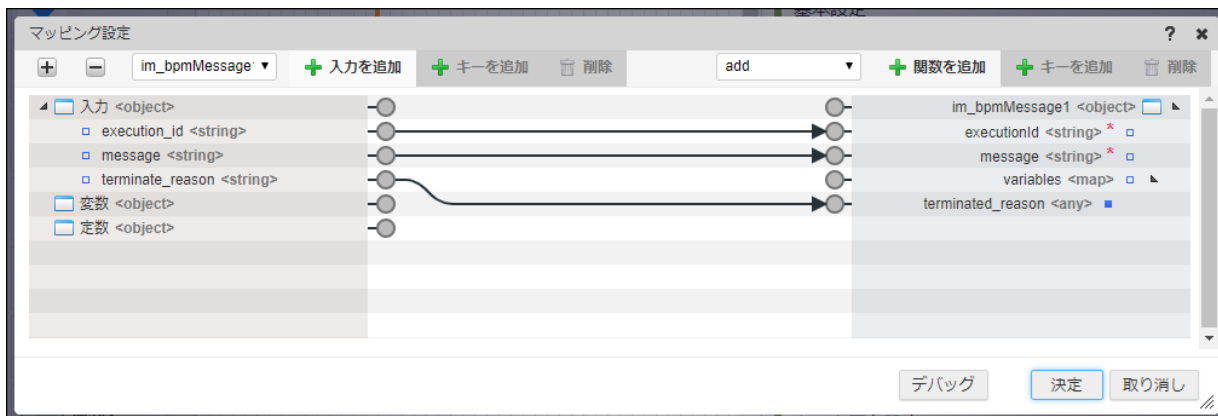 マッピング設定 ? ×
im_bpmMessage 入力を追加 キーを追加 削除 add 関数を追加 キーを追加 削除
入力 <object> im_bpmMessage1 <object>
execution_id <string> executionId <string> *
message <string> message <string> *
terminate_reason <string> variables <map>
変数 <object> terminated_reason <any>
定数 <object>
デバッグ 決定 取り消し